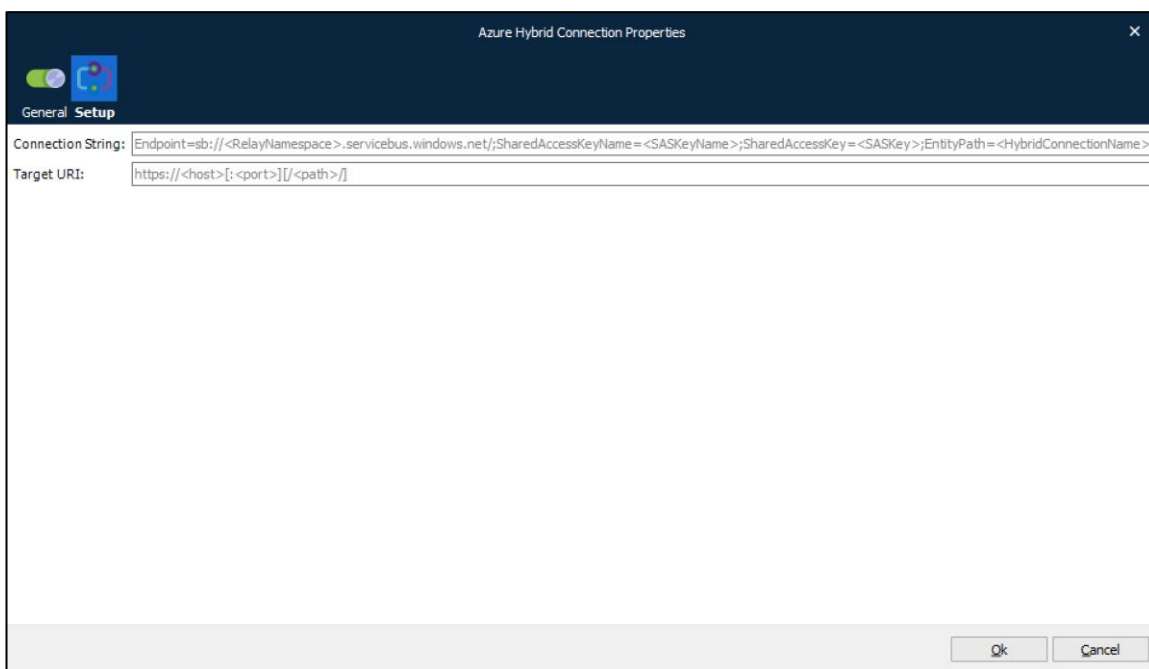 Azure Hybrid Connection Properties
General Setup
Connection String: Endpoint=sb://<RelayNamespace>.servicebus.windows.net/;SharedAccessKeyName=<SASKeyName>;SharedAccessKey=<SASKey>;EntityPath=<HybridConnectionName>
Target URI: https://<host>[:<port>][/<path>/]
Ok Cancel